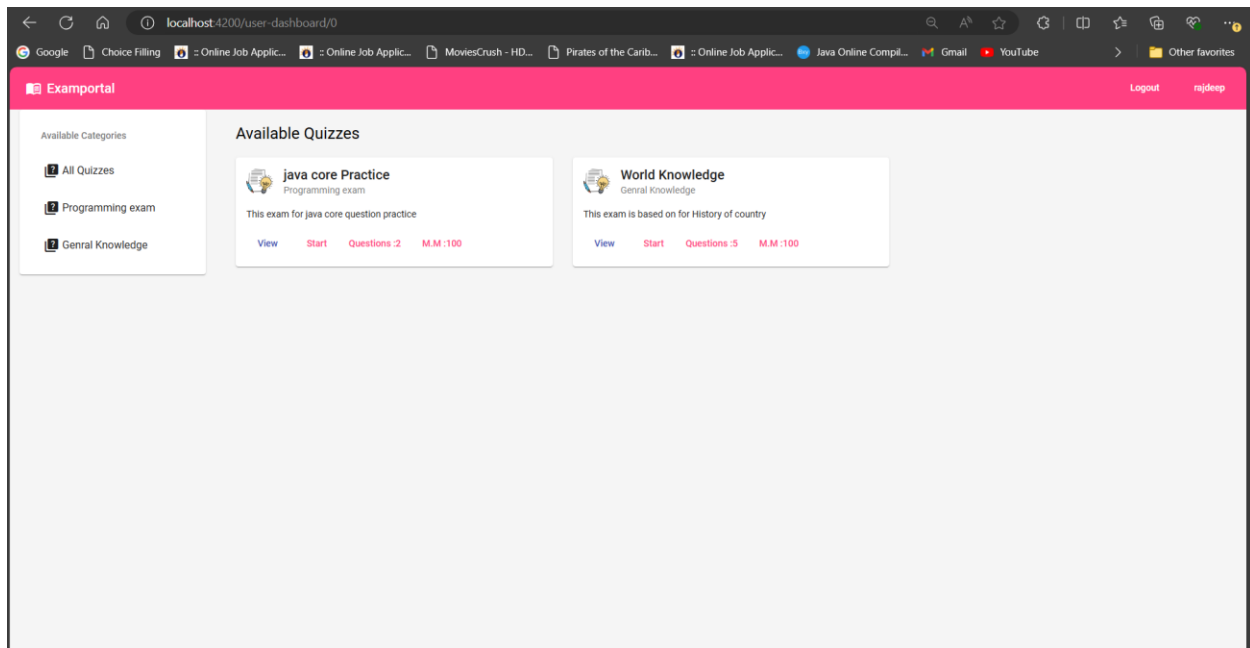 localhost:4200/user-dashboard/0
Google Choice Filling :: Online Job Applic... :: Online Job Applic... MoviesCrush - HD... Pirates of the Carib... :: Online Job Applic... Java Online Compil... Gmail YouTube Other favorites
Examportal Logout rajdeep
Available Categories
All Quizzes
Programming exam
Genral Knowledge
Available Quizzes
java core Practice
Programming exam
This exam for java core question practice
View Start Questions :2 M.M :100
World Knowledge
Genral Knowledge
This exam is based on for History of country
View Start Questions :5 M.M :100